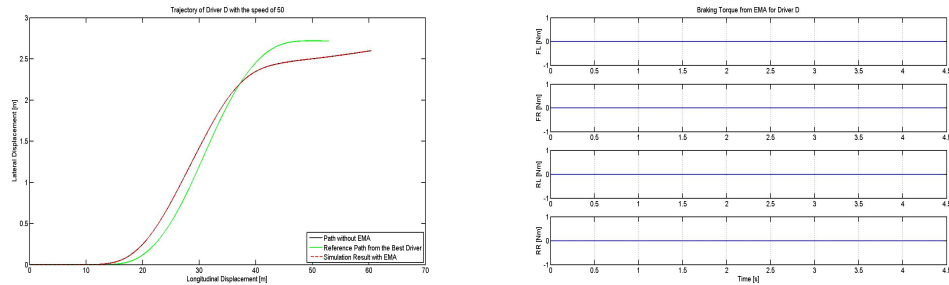 Trajectory of Driver D with the speed of 50
3
2.5
2
1.5
1
0.5
0
Lateral Displacement [m]
Path without EMA
Reference Path from the Best Driver
Simulation Result with EMA
0 10 20 30 40 50 60 70
Longitudinal Displacement [m]
Braking Torque from EMA for Driver D
FL [Nm]
1
0
-1
0 0.5 1 1.5 2 2.5 3 3.5 4 4.5
FR [Nm]
1
0
-1
0 0.5 1 1.5 2 2.5 3 3.5 4 4.5
RL [Nm]
1
0
-1
0 0.5 1 1.5 2 2.5 3 3.5 4 4.5
RR [Nm]
1
0
-1
0 0.5 1 1.5 2 2.5 3 3.5 4 4.5
Time [s]